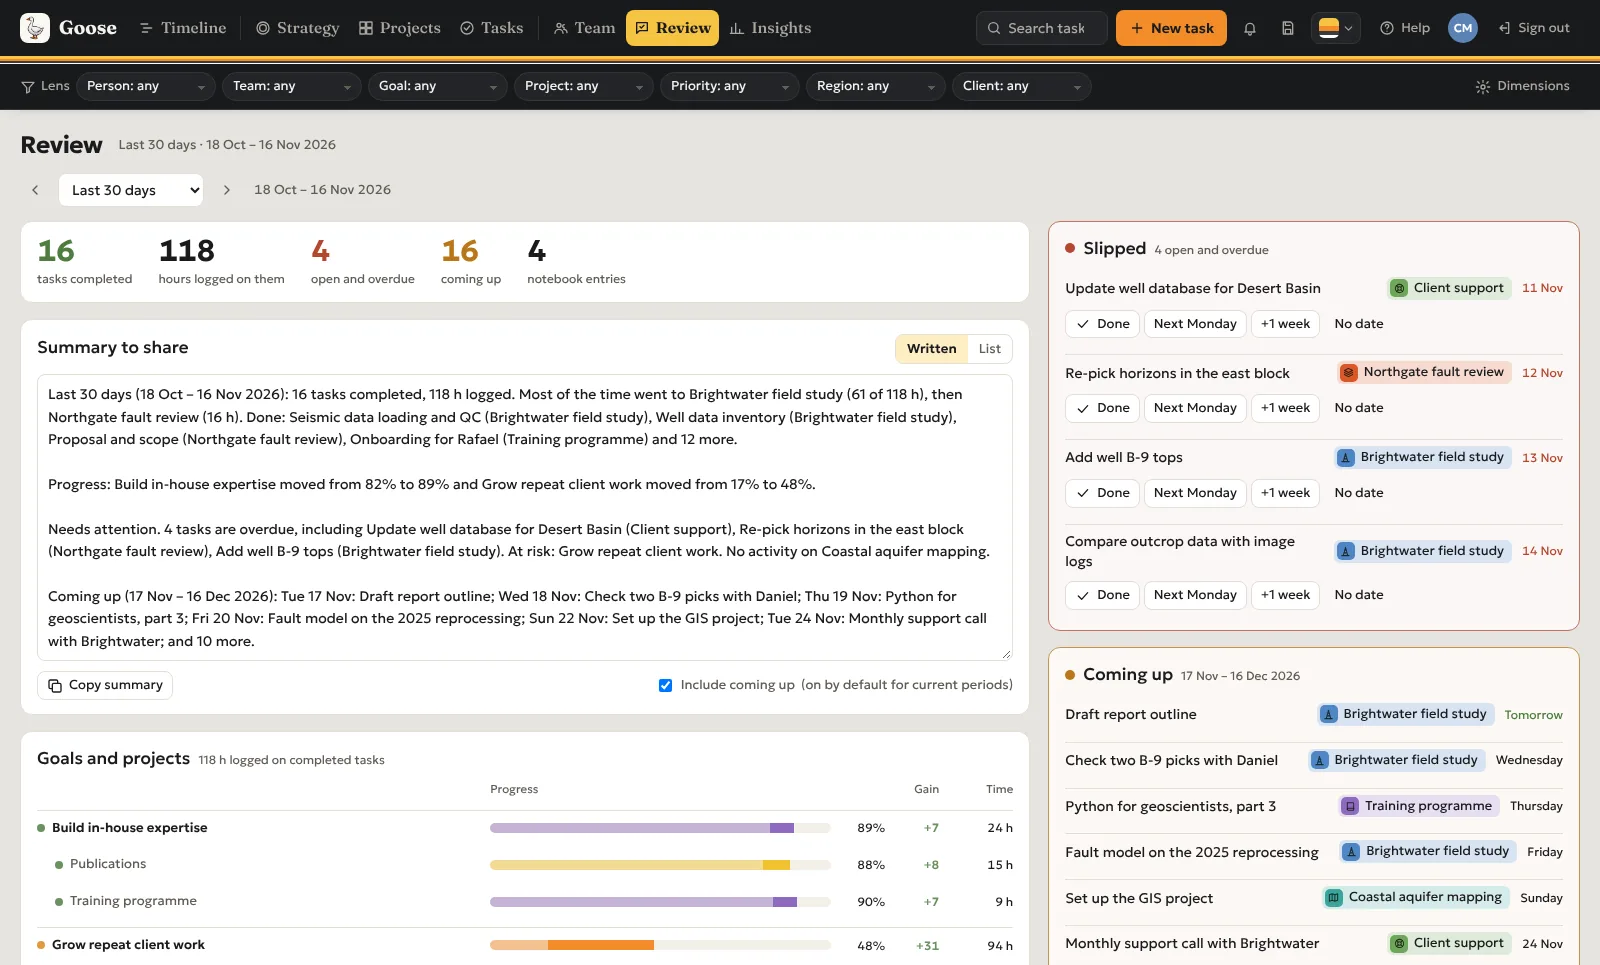 Goose
Timeline
Strategy
Projects
Tasks
Team
Review
Insights
Search task
+ New task
Help
CM
Sign out
Lens
Person: any
Team: any
Goal: any
Project: any
Priority: any
Region: any
Client: any
Dimensions
Review
Last 30 days · 18 Oct – 16 Nov 2026
Last 30 days
18 Oct – 16 Nov 2026
16
tasks completed
118
hours logged on them
4
open and overdue
16
coming up
4
notebook entries
Summary to share
Written
List
Last 30 days (18 Oct – 16 Nov 2026): 16 tasks completed, 118 h logged. Most of the time went to Brightwater field study (61 of 118 h), then
Northgate fault review (16 h). Done: Seismic data loading and QC (Brightwater field study), Well data inventory (Brightwater field study),
Proposal and scope (Northgate fault review), Onboarding for Rafael (Training programme) and 12 more.
Progress: Build in-house expertise moved from 82% to 89% and Grow repeat client work moved from 17% to 48%.
Needs attention. 4 tasks are overdue, including Update well database for Desert Basin (Client support), Re-pick horizons in the east block
(Northgate fault review), Add well B-9 tops (Brightwater field study). At risk: Grow repeat client work. No activity on Coastal aquifer mapping.
Coming up (17 Nov – 16 Dec 2026): Tue 17 Nov: Draft report outline; Wed 18 Nov: Check two B-9 picks with Daniel; Thu 19 Nov: Python for
geoscientists, part 3; Fri 20 Nov: Fault model on the 2025 reprocessing; Sun 22 Nov: Set up the GIS project; Tue 24 Nov: Monthly support call
with Brightwater; and 10 more.
Copy summary
Include coming up (on by default for current periods)
Goals and projects
118 h logged on completed tasks
Progress
Gain
Time
Build in-house expertise
89%
+7
24 h
Publications
88%
+8
15 h
Training programme
90%
+7
9 h
Grow repeat client work
48%
+31
94 h
Slipped
4 open and overdue
Update well database for Desert Basin
Client support
11 Nov
Done
Next Monday
+1 week
No date
Re-pick horizons in the east block
Northgate fault review
12 Nov
Done
Next Monday
+1 week
No date
Add well B-9 tops
Brightwater field study
13 Nov
Done
Next Monday
+1 week
No date
Compare outcrop data with image
logs
Brightwater field study
14 Nov
Done
Next Monday
+1 week
No date
Coming up
17 Nov – 16 Dec 2026
Draft report outline
Brightwater field study
Tomorrow
Check two B-9 picks with Daniel
Brightwater field study
Wednesday
Python for geoscientists, part 3
Training programme
Thursday
Fault model on the 2025 reprocessing
Brightwater field study
Friday
Set up the GIS project
Coastal aquifer mapping
Sunday
Monthly support call with Brightwater
Client support
24 Nov